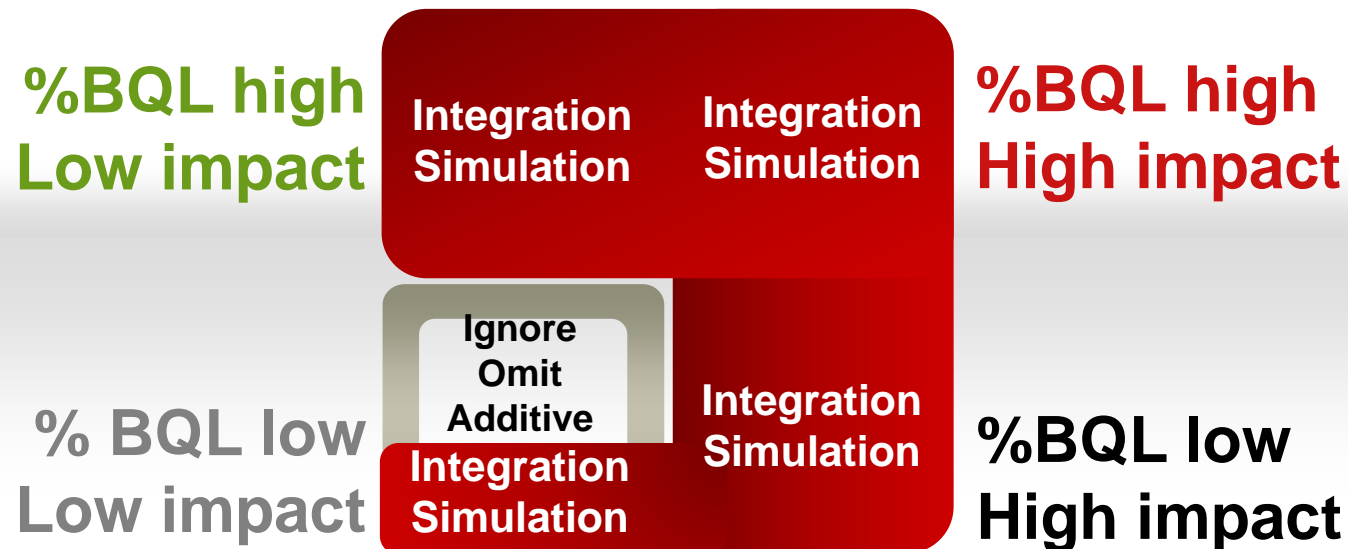 %BQL high
Low impact
Integration
Simulation
Integration
Simulation
%BQL high
High impact
% BQL low
Low impact
Ignore
Omit
Additive
Integration
Simulation
Integration
Simulation
%BQL low
High impact